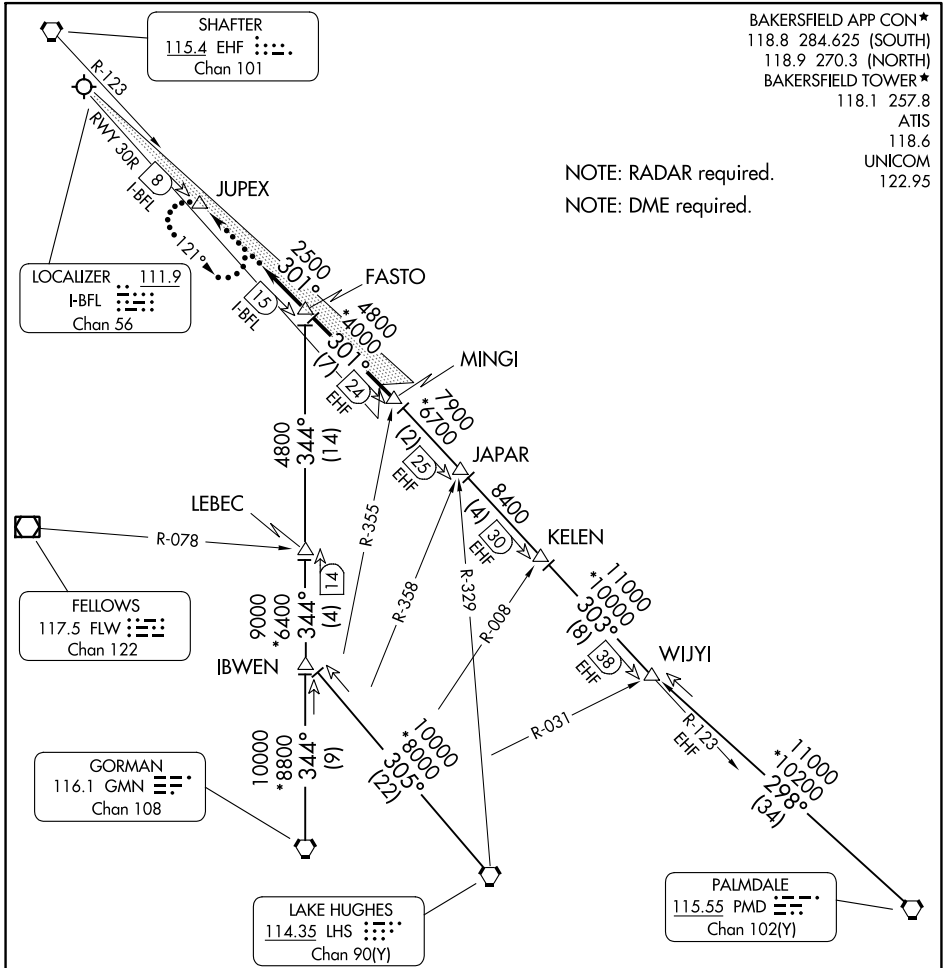 SHAFTER
115.4 EHF
Chan 101
BAKERSFIELD APP CON★
118.8 284.625 (SOUTH)
118.9 270.3 (NORTH)
BAKERSFIELD TOWER★
118.1 257.8
ATIS
118.6
UNICOM
122.95
NOTE: RADAR required.
NOTE: DME required.
R-123
RWY 30R
8
I-BFL
JUPEX
121°
LOCALIZER 111.9
I-BFL
Chan 56
2500
301°
15
I-BFL
FASTO
4800
*4000
301°
(7)
24
EHF
MINGI
7900
*6700
(2)
25
EHF
JAPAR
8400
(4)
30
EHF
KELEN
11000
*10000
303°
(8)
38
EHF
WIJYI
R-123
EHF
11000
*10200
298°
(34)
4800
344°
(14)
LEBEC
R-078
14
FELLOWS
117.5 FLW
Chan 122
9000
*6400
344°
(4)
IBWEN
R-355
R-358
R-329
R-008
R-031
10000
*8800
344°
(9)
10000
*8000
305°
(22)
GORMAN
116.1 GMN
Chan 108
LAKE HUGHES
114.35 LHS
Chan 90(Y)
PALMDALE
115.55 PMD
Chan 102(Y)